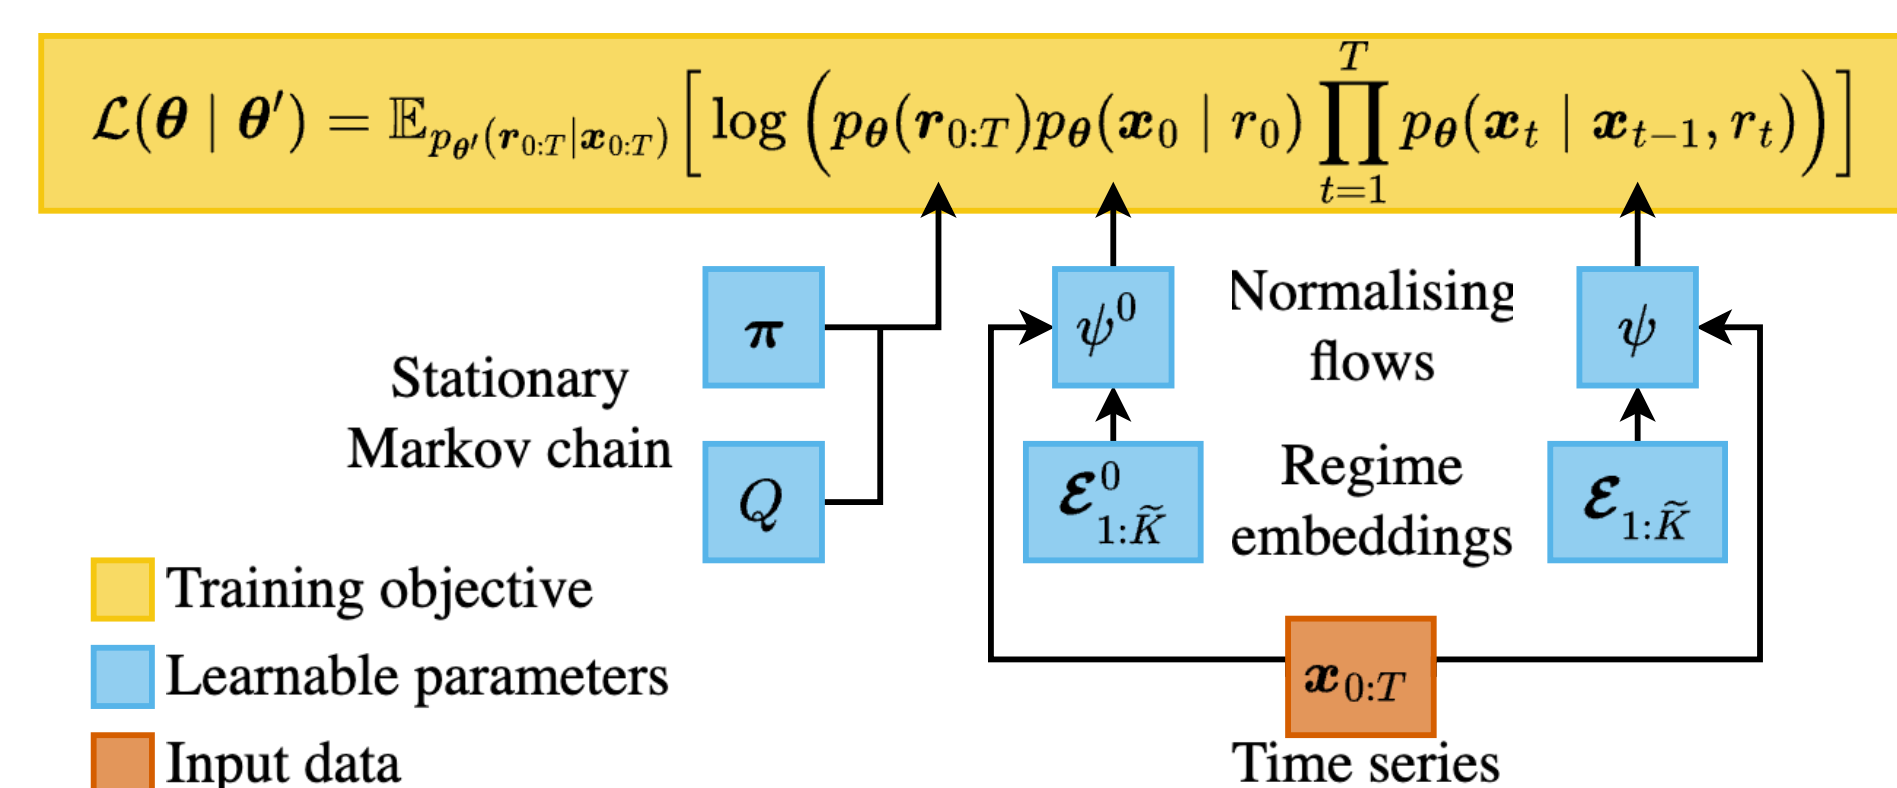 𝓛(𝜽 | 𝜽′) = 𝔼_{p_{𝜽′}(𝒓_{0:T}|𝒙_{0:T})} [ log ( p_𝜽(𝒓_{0:T}) p_𝜽(𝒙_0 | r_0) ∏_{t=1}^{T} p_𝜽(𝒙_t | 𝒙_{t−1}, r_t) ) ]
𝝅
ψ^0
Normalising
flows
ψ
Stationary
Markov chain
Q
𝓔^0_{1:K̃}
Regime
embeddings
𝓔_{1:K̃}
Training objective
Learnable parameters
Input data
𝒙_{0:T}
Time series